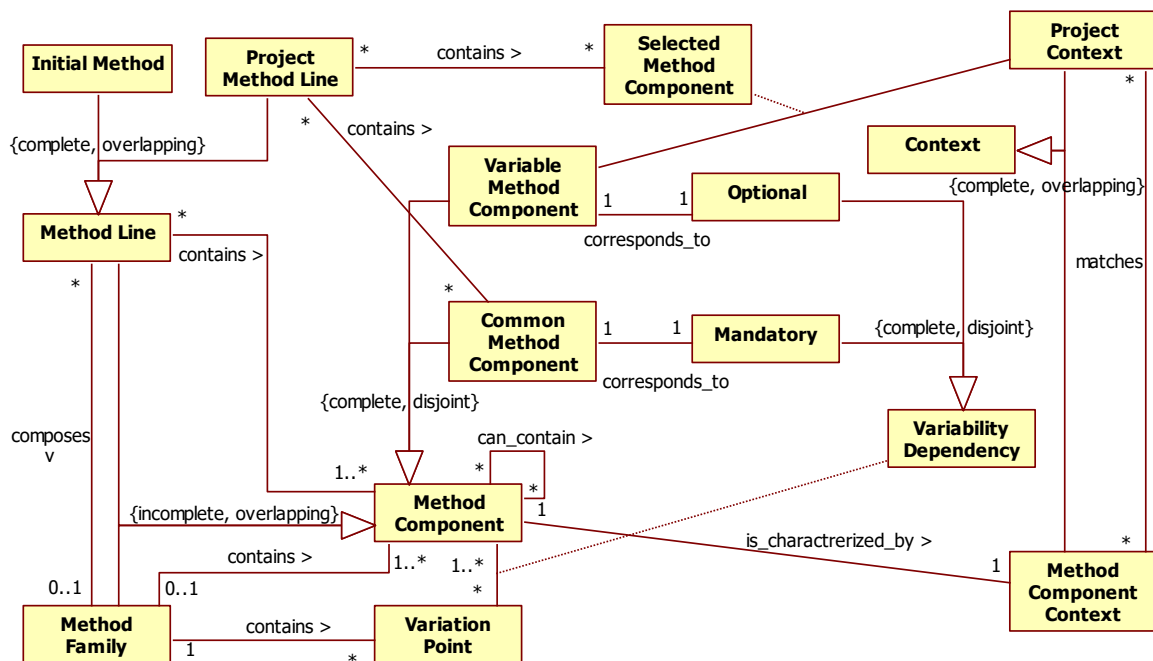 Initial Method
Project
Method Line
*
contains >
*
Selected
Method
Component
Project
Context
*
{complete, overlapping}
*
contains >
Variable
Method
Component
1
1
Optional
corresponds_to
Context
{complete, overlapping}
Method Line
*
contains >
*
*
matches
Common
Method
Component
1
1
Mandatory
corresponds_to
{complete, disjoint}
{complete, disjoint}
Variability
Dependency
composes
v
can_contain >
*
*
1..*
Method
Component
1
{incomplete, overlapping}
is_charactrerized_by >
*
1
contains >
1..*
1..*
0..1
0..1
*
Method
Component
Context
Method
Family
contains >
1
*
Variation
Point